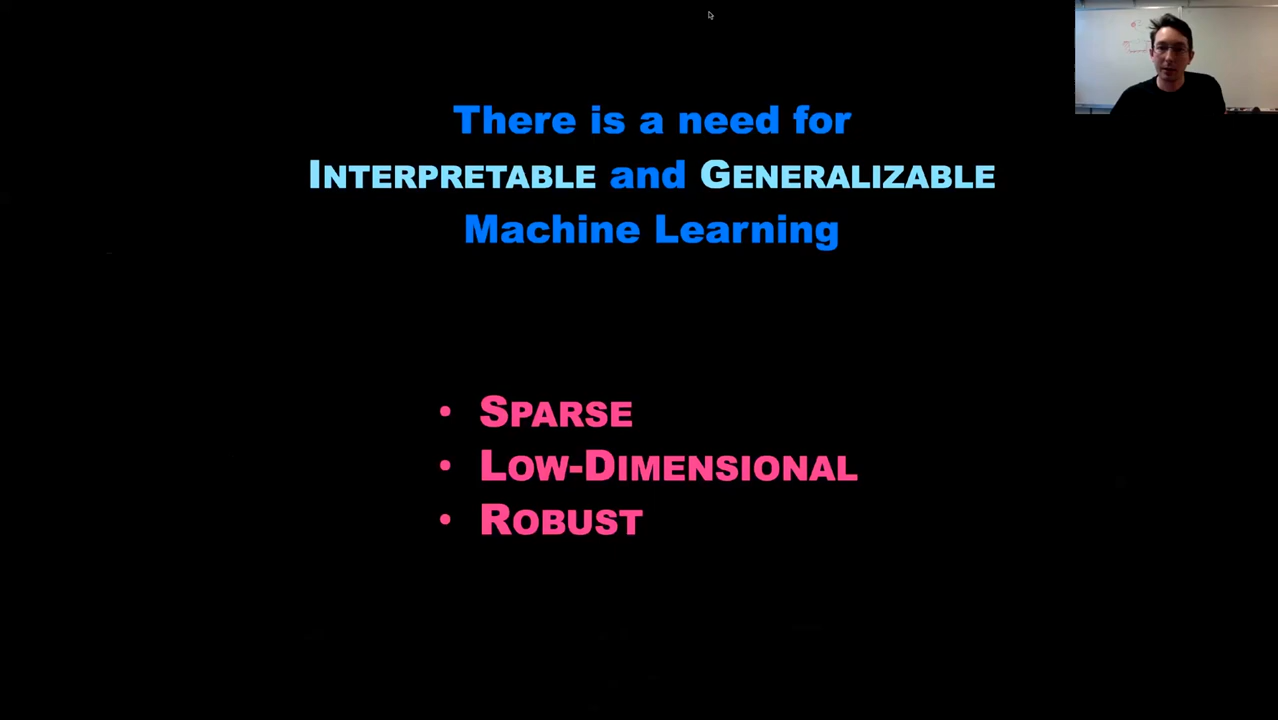 There is a need for
INTERPRETABLE and GENERALIZABLE
Machine Learning
• SPARSE
• LOW-DIMENSIONAL
• ROBUST